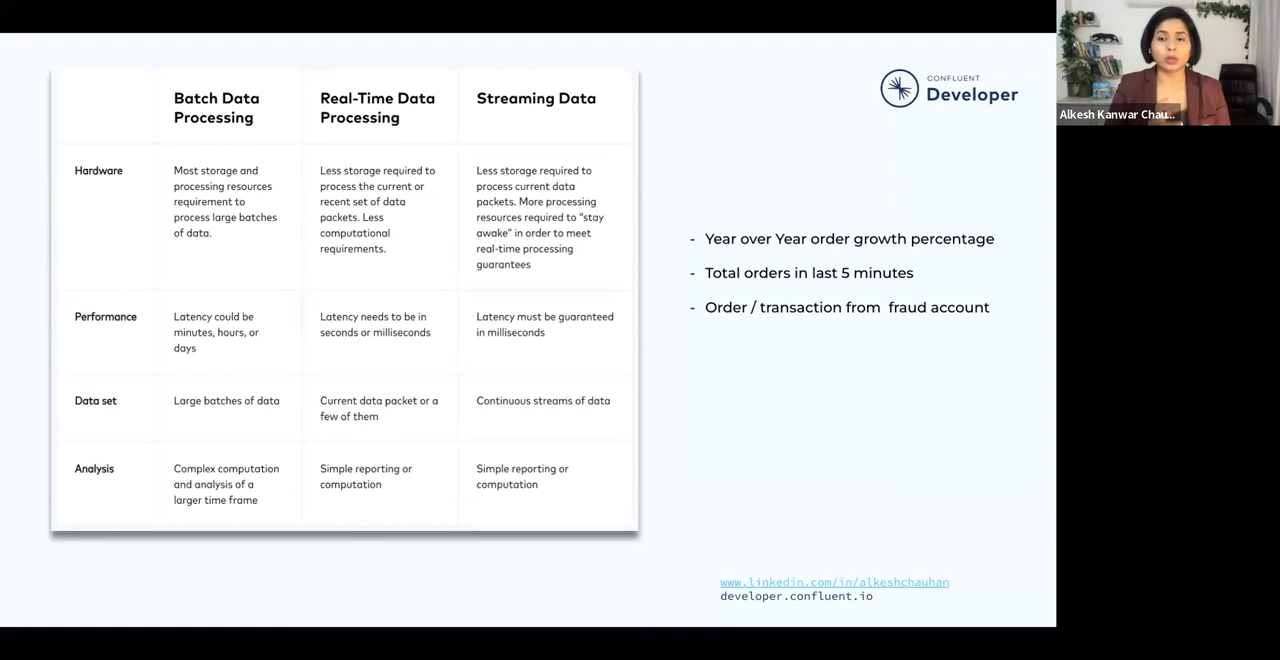 Batch Data
Processing
Real-Time Data
Processing
Streaming Data
Hardware
Most storage and
processing resources
requirement to
process large batches
of data.
Less storage required to
process the current or
recent set of data
packets. Less
computational
requirements.
Less storage required to
process current data
packets. More processing
resources required to “stay
awake” in order to meet
real-time processing
guarantees
Performance
Latency could be
minutes, hours, or
days
Latency needs to be in
seconds or milliseconds
Latency must be guaranteed
in milliseconds
Data set
Large batches of data
Current data packet or a
few of them
Continuous streams of data
Analysis
Complex computation
and analysis of a
larger time frame
Simple reporting or
computation
Simple reporting or
computation
CONFLUENT
Developer
- Year over Year order growth percentage
- Total orders in last 5 minutes
- Order / transaction from fraud account
www.linkedin.com/in/alkeshchauhan
developer.confluent.io
Alkesh Kanwar Chau...